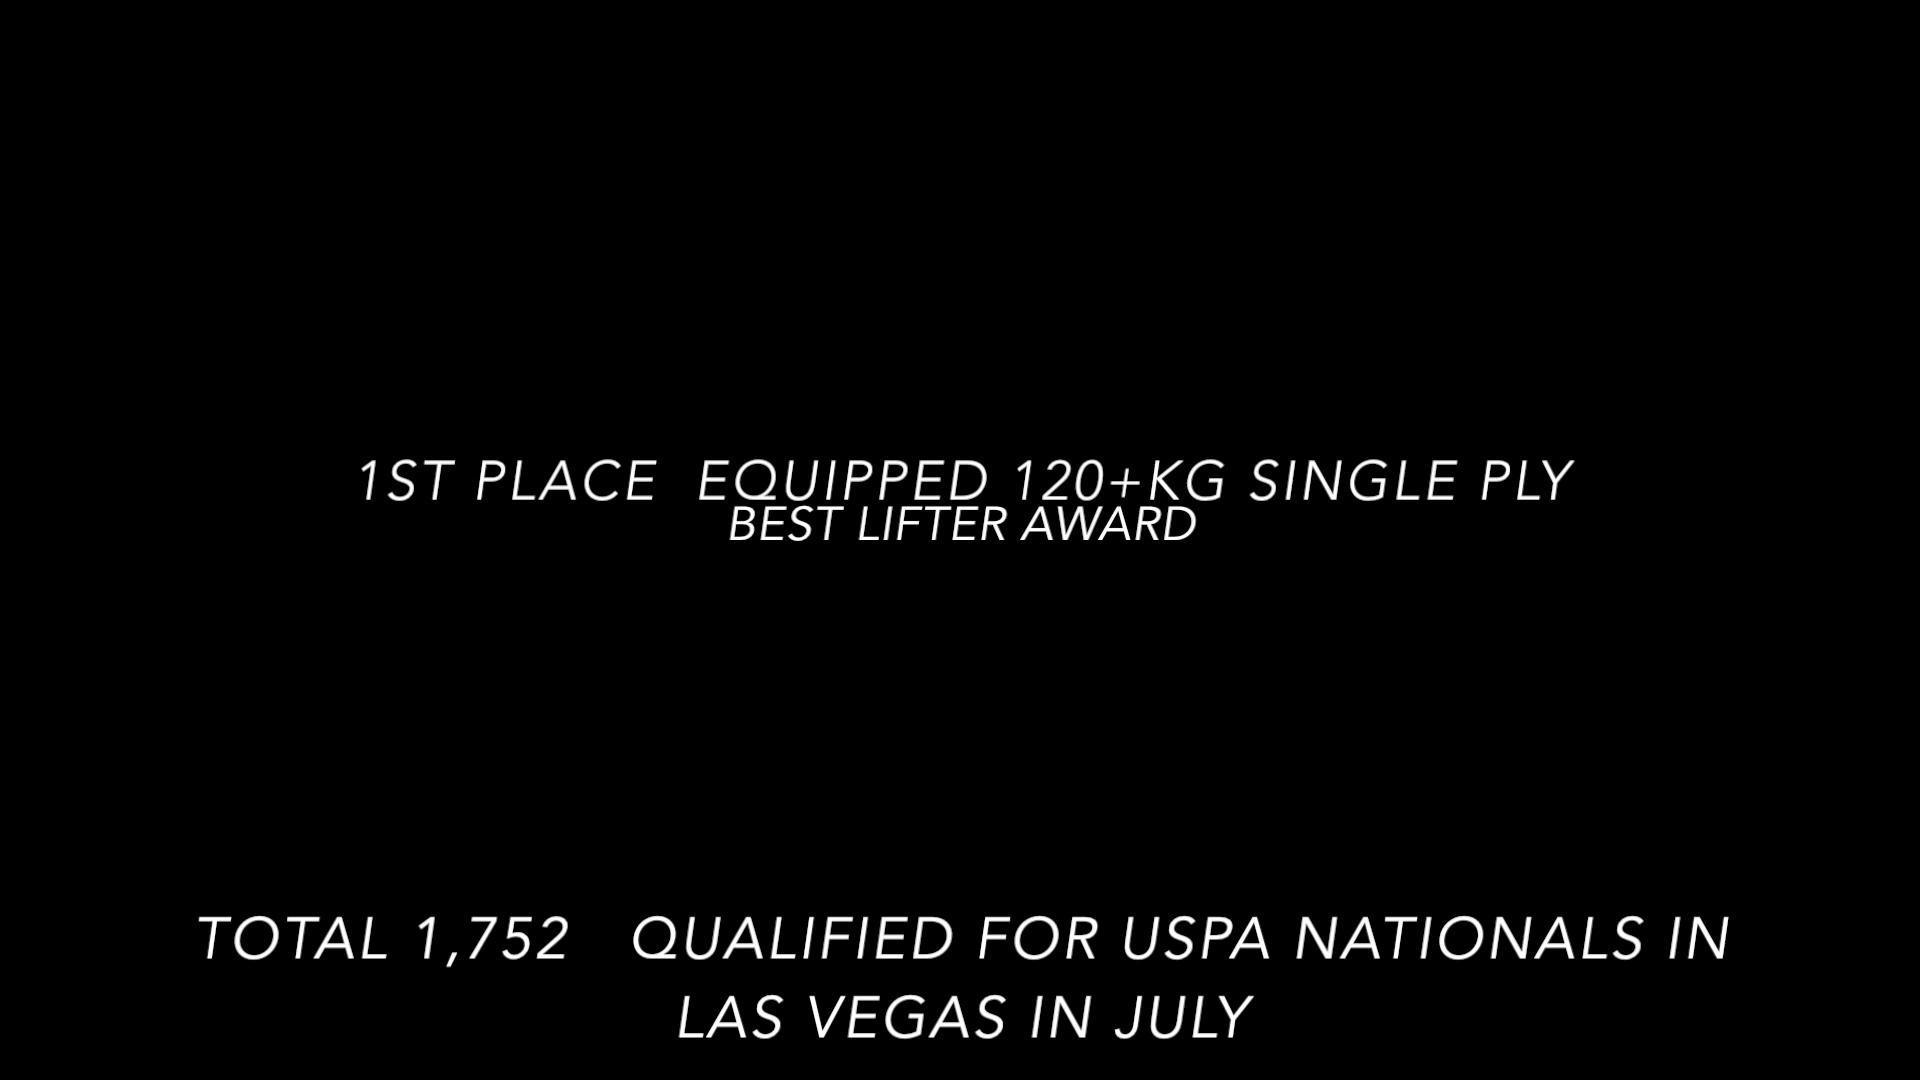 1ST PLACE  EQUIPPED 120+KG SINGLE PLY
BEST LIFTER AWARD
TOTAL 1,752   QUALIFIED FOR USPA NATIONALS IN
LAS VEGAS IN JULY